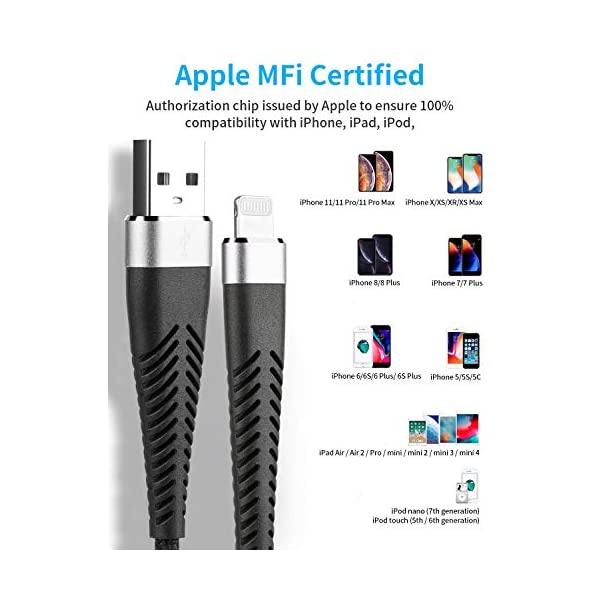 Apple MFi Certified
Authorization chip issued by Apple to ensure 100%
compatibility with iPhone, iPad, iPod,
iPhone 11/11 Pro/11 Pro Max
iPhone X/XS/XR/XS Max
iPhone 8/8 Plus
iPhone 7/7 Plus
iPhone 6/6S/6 Plus/ 6S Plus
iPhone 5/5S/5C
iPad Air / Air 2 / Pro / mini / mini 2 / mini 3 / mini 4
iPod nano (7th generation)
iPod touch (5th / 6th generation)